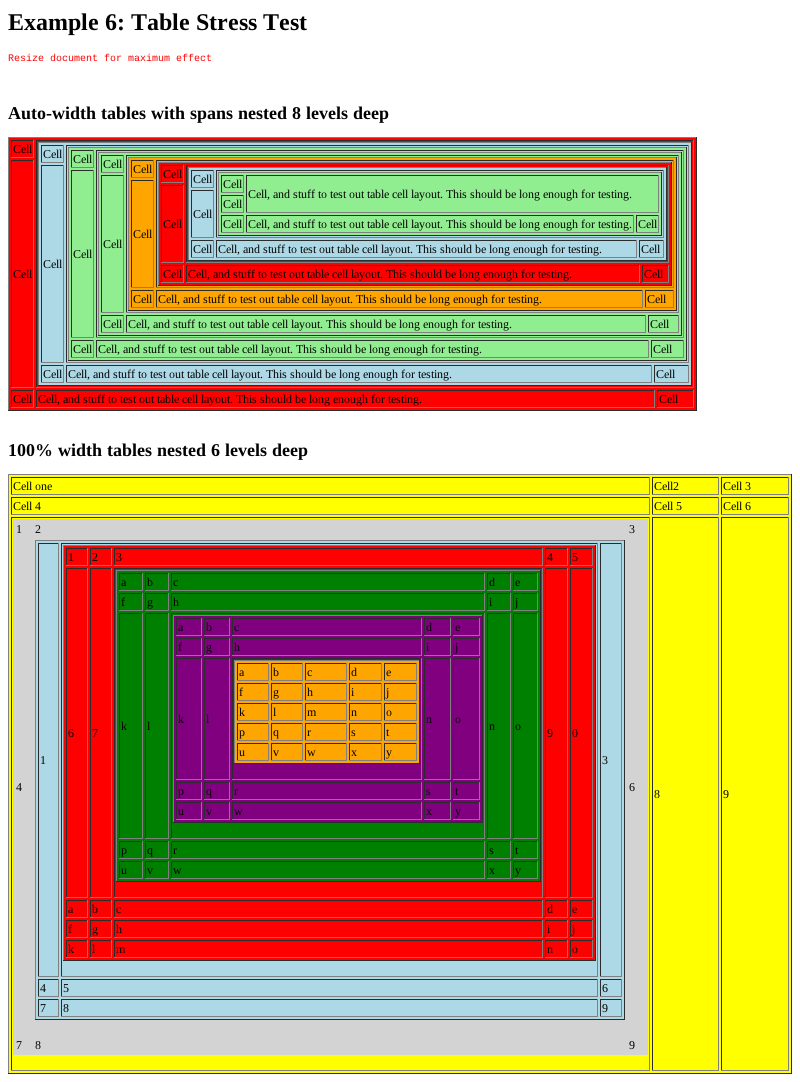 Example 6: Table Stress Test
Resize document for maximum effect
Auto-width tables with spans nested 8 levels deep
Cell
Cell
Cell
Cell
Cell
Cell
Cell
Cell Cell, and stuff to test out table cell layout. This should be long enough for testing.
Cell
Cell Cell Cell Cell Cell Cell Cell
Cell Cell, and stuff to test out table cell layout. This should be long enough for testing. Cell
Cell Cell, and stuff to test out table cell layout. This should be long enough for testing. Cell
Cell Cell, and stuff to test out table cell layout. This should be long enough for testing. Cell
Cell Cell, and stuff to test out table cell layout. This should be long enough for testing. Cell
Cell Cell, and stuff to test out table cell layout. This should be long enough for testing. Cell
Cell Cell, and stuff to test out table cell layout. This should be long enough for testing. Cell
Cell Cell, and stuff to test out table cell layout. This should be long enough for testing. Cell
Cell Cell, and stuff to test out table cell layout. This should be long enough for testing. Cell
100% width tables nested 6 levels deep
Cell one Cell2 Cell 3
Cell 4 Cell 5 Cell 6
1 2 3
1 2 3 4 5
a b c d e
f g h i j
a b c d e
f g h i j
a b c d e
f g h i j
k l m n o
p q r s t
u v w x y
k l n o
k l n o
6 7 9 0
1 3
4 6
8 9
p q r s t
u v w x y
p q r s t
u v w x y
a b c d e
f g h i j
k l m n o
4 5 6
7 8 9
7 8 9